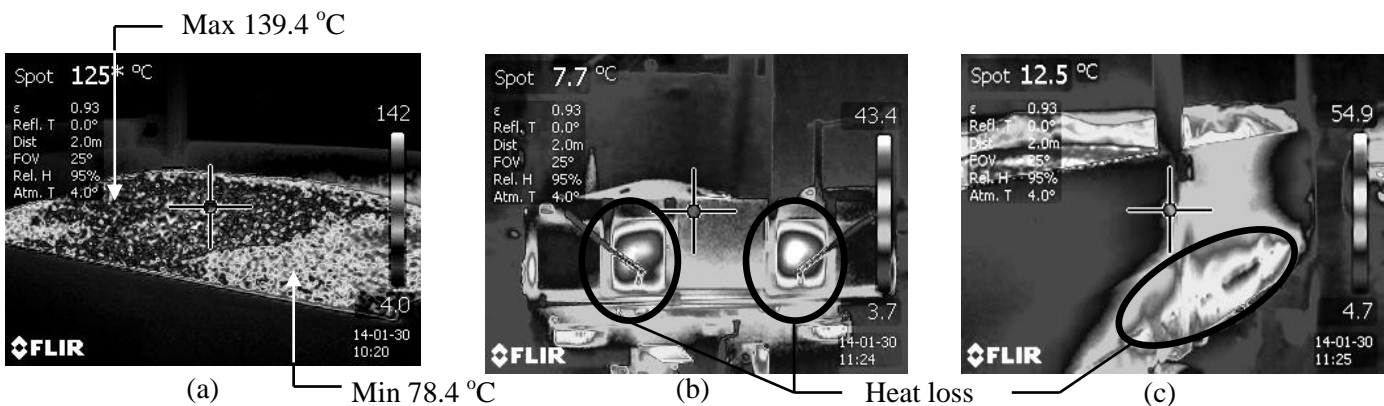 Max 139.4 °C
Spot 125* °C
ε 0.93
Refl. T 0.0°
Dist 2.0m
FOV 25°
Rel. H 95%
Atm. T 4.0°
142
4.0
14-01-30
10:20
FLIR
(a)
Min 78.4 °C
Spot 7.7 °C
ε 0.93
Refl. T 0.0°
Dist 2.0m
FOV 25°
Rel. H 95%
Atm. T 4.0°
43.4
3.7
14-01-30
11:24
FLIR
(b)
Heat loss
Spot 12.5 °C
ε 0.93
Refl. T 0.0°
Dist 2.0m
FOV 25°
Rel. H 95%
Atm. T 4.0°
54.9
4.7
14-01-30
11:25
FLIR
(c)